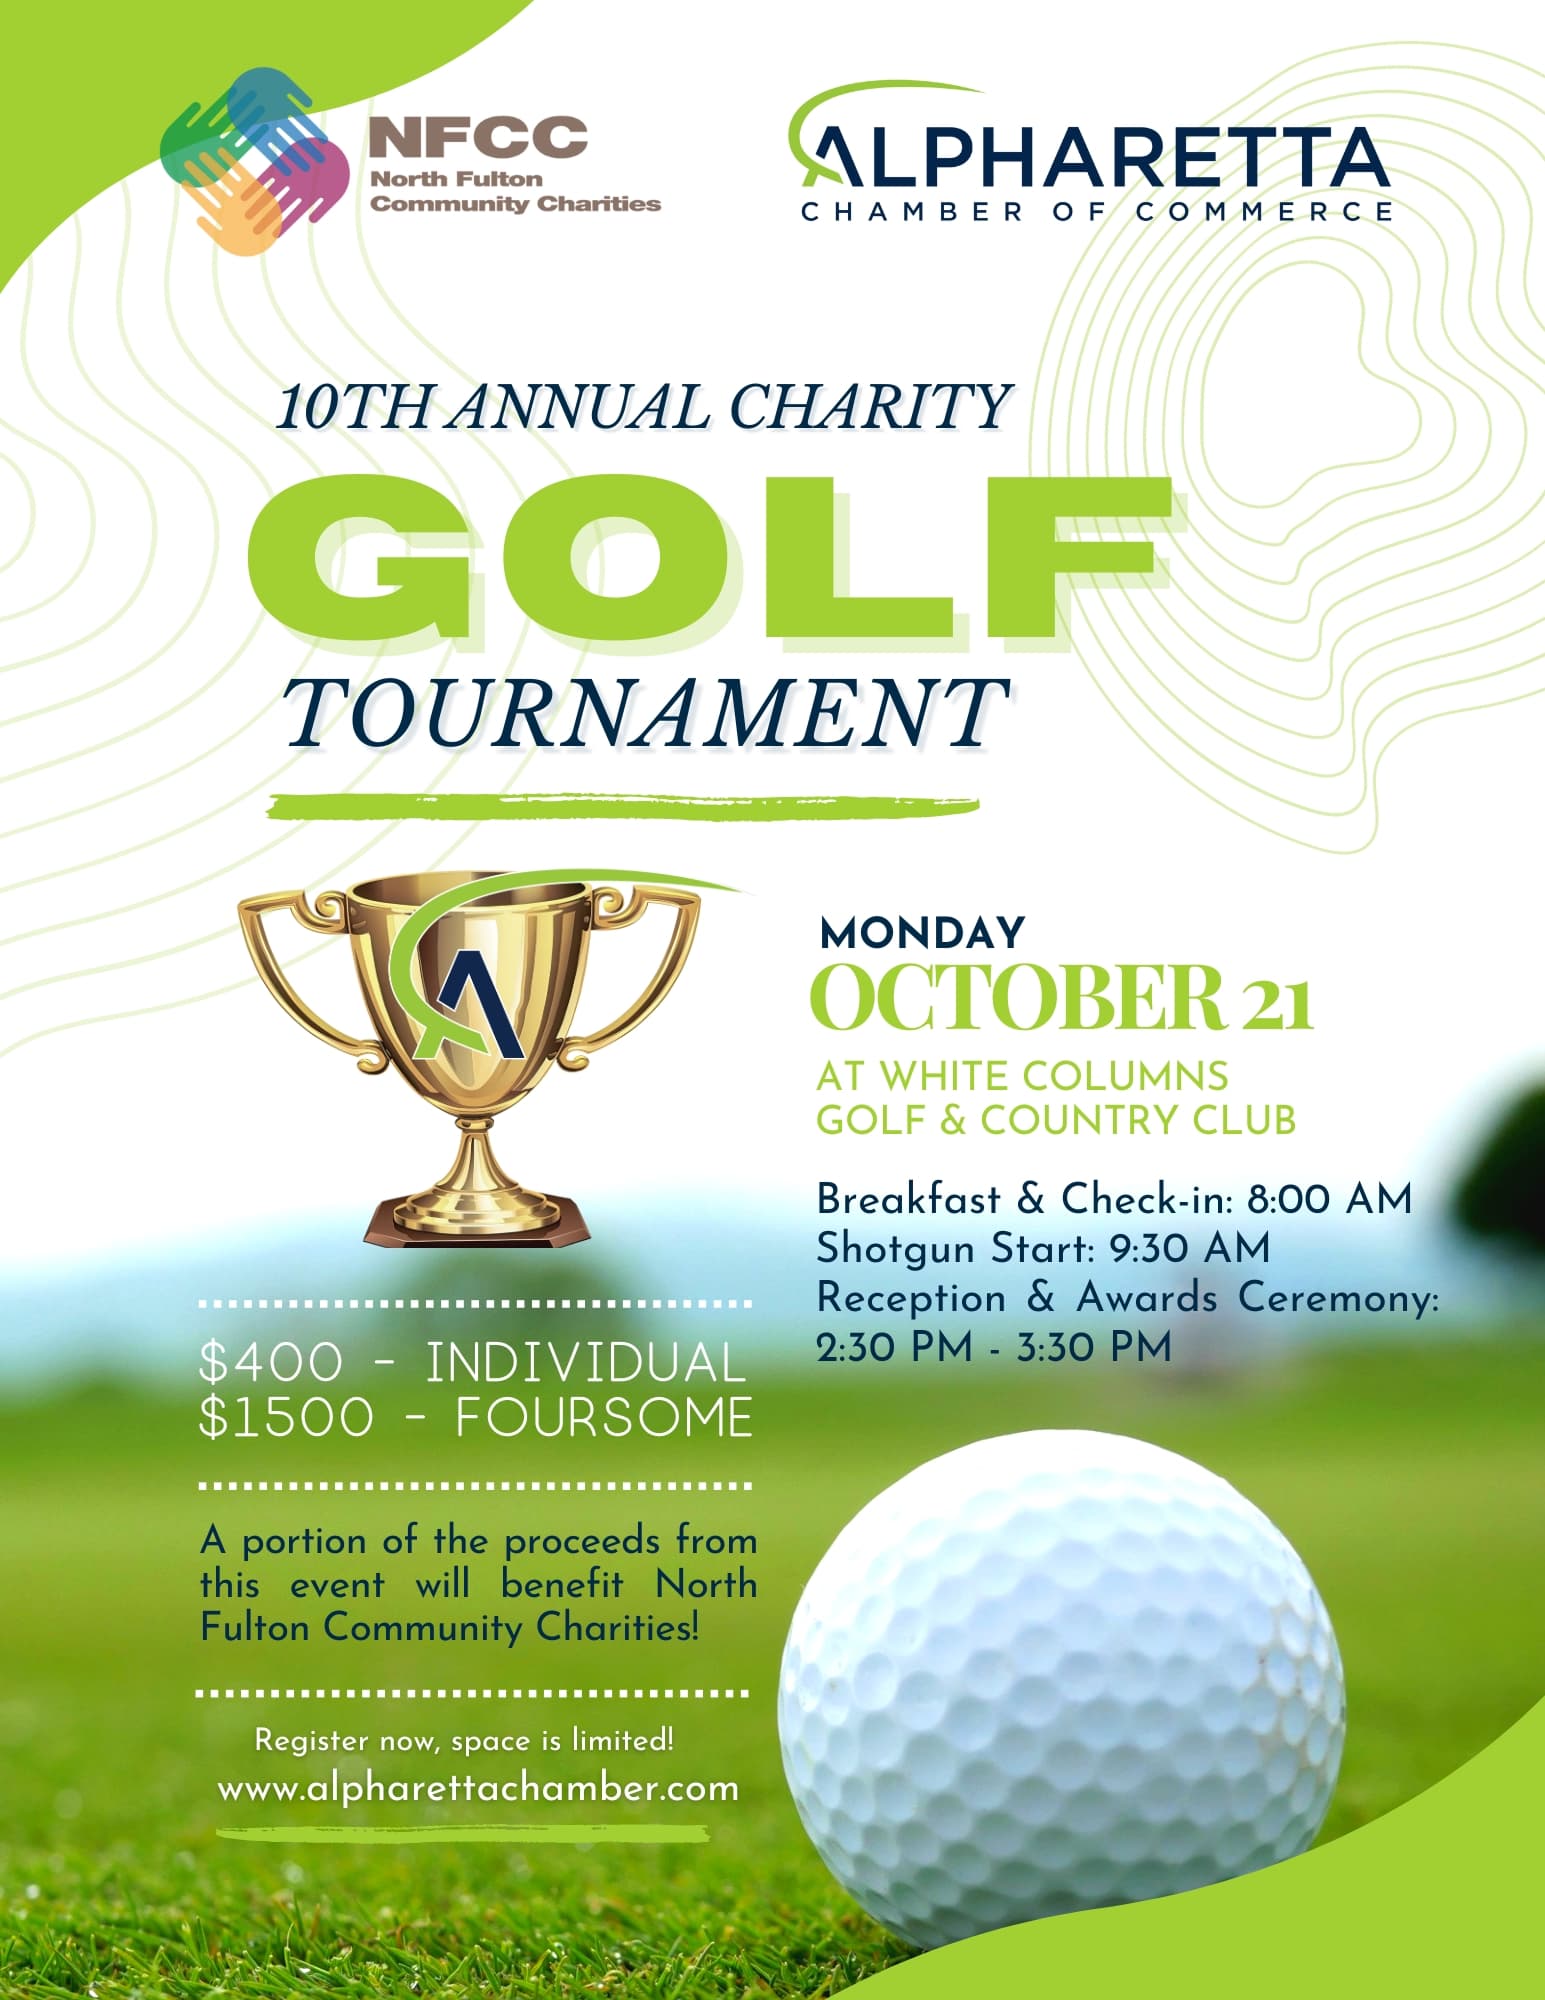 NFCC
North Fulton
Community Charities
ALPHARETTA
CHAMBER OF COMMERCE
10TH ANNUAL CHARITY
GOLF
TOURNAMENT
MONDAY
OCTOBER 21
AT WHITE COLUMNS
GOLF & COUNTRY CLUB
Breakfast & Check-in: 8:00 AM
Shotgun Start: 9:30 AM
Reception & Awards Ceremony:
2:30 PM - 3:30 PM
$400 - INDIVIDUAL
$1500 - FOURSOME
A portion of the proceeds from
this event will benefit North
Fulton Community Charities!
Register now, space is limited!
www.alpharettachamber.com